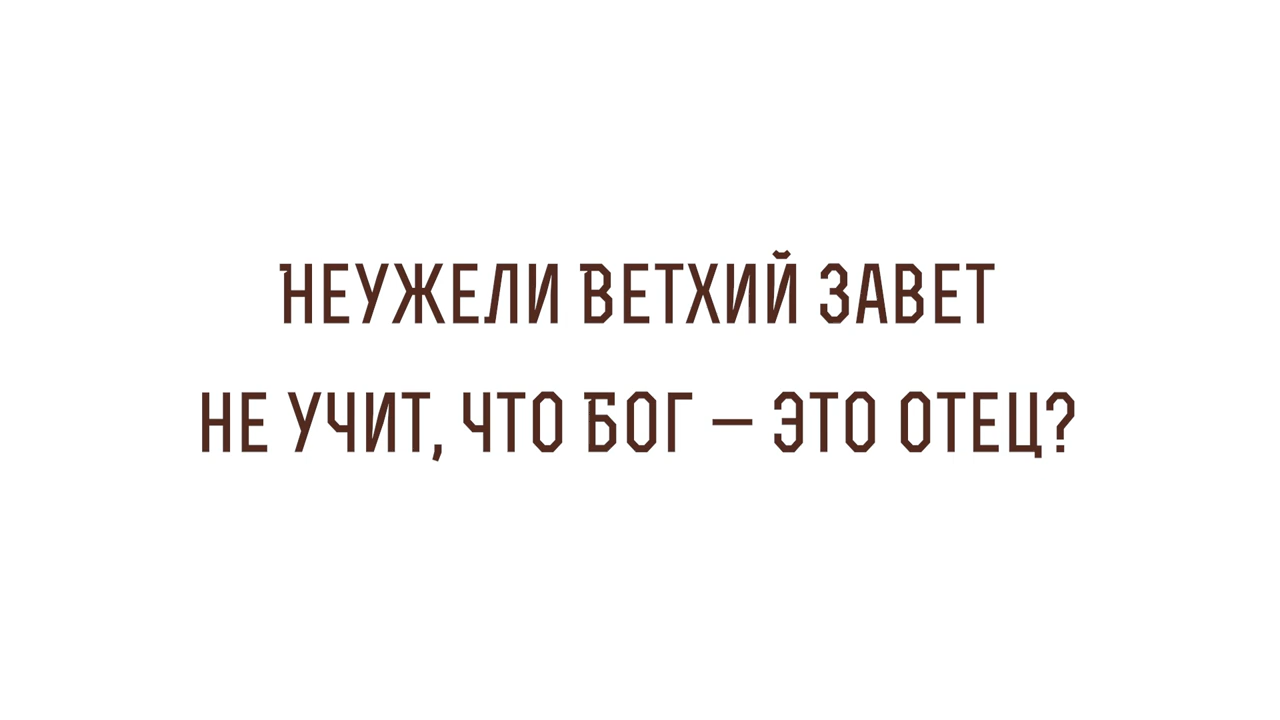 НЕУЖЕЛИ ВЕТХИЙ ЗАВЕТ
НЕ УЧИТ, ЧТО БОГ – ЭТО ОТЕЦ?